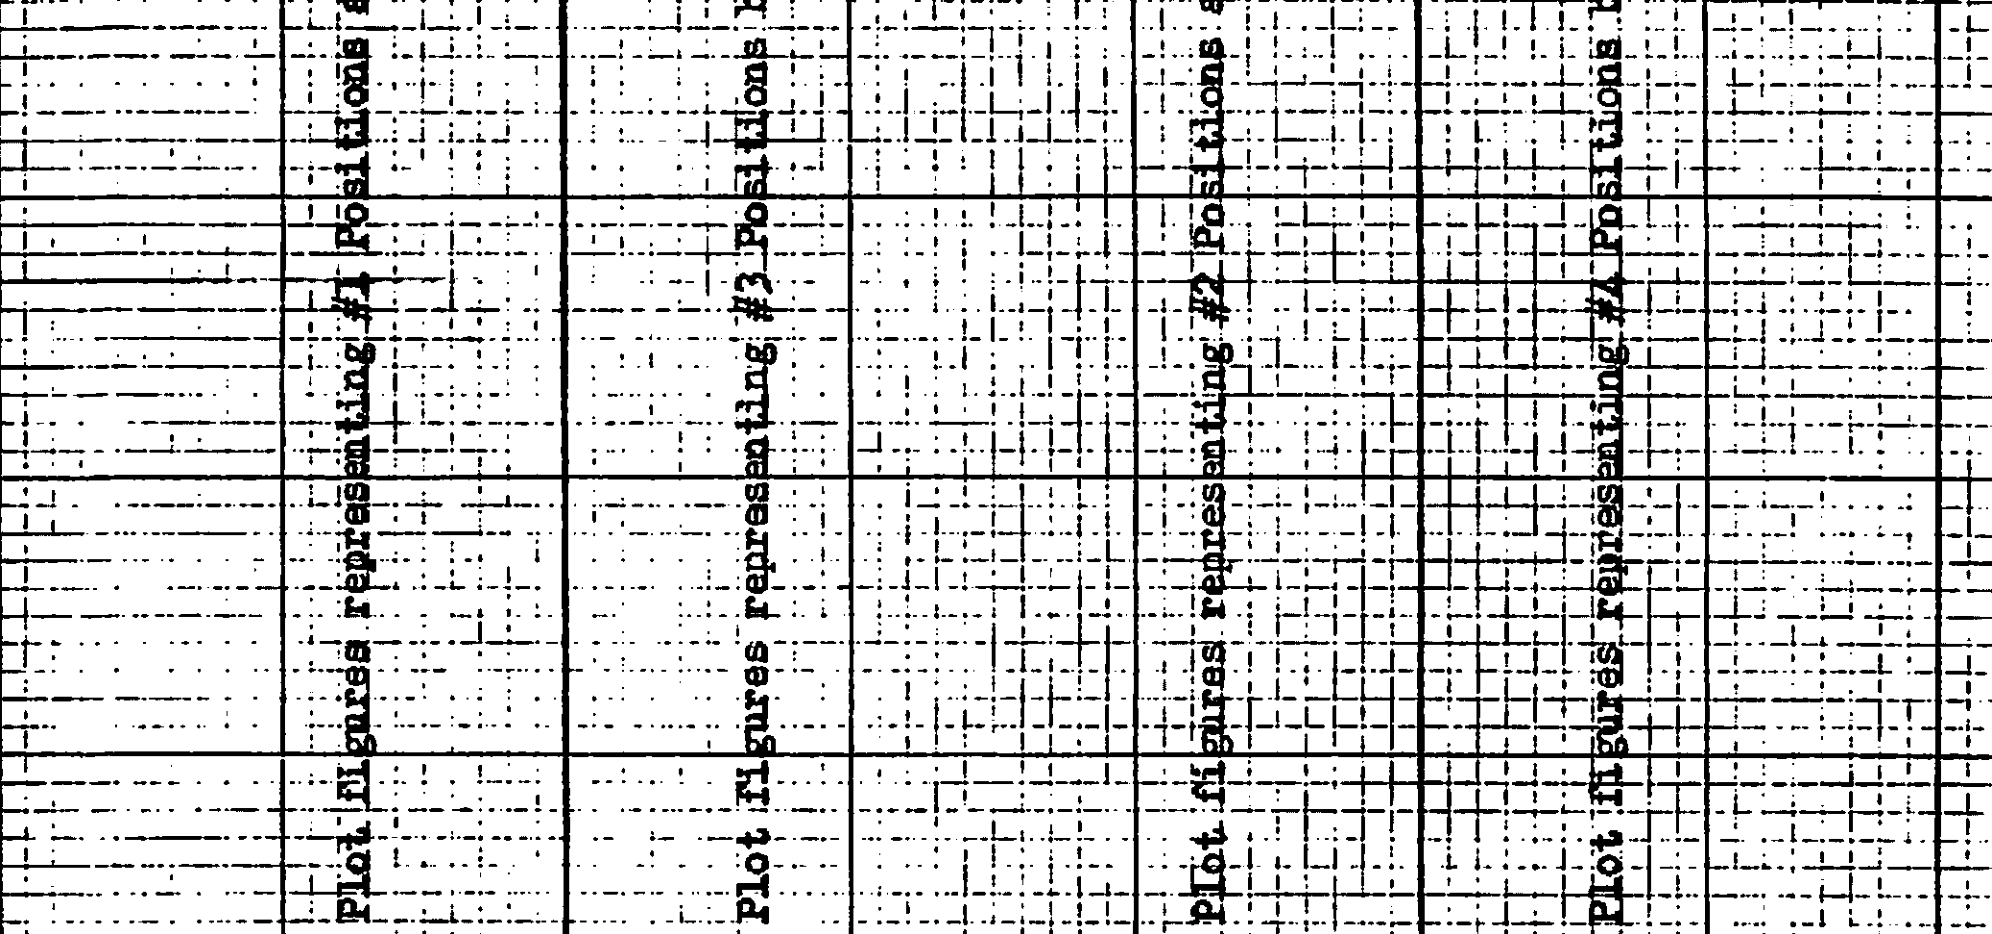 Plot figures representing #1 Positions
Plot figures representing #3 Positions
Plot figures representing #2 Positions
Plot figures representing #4 Positions